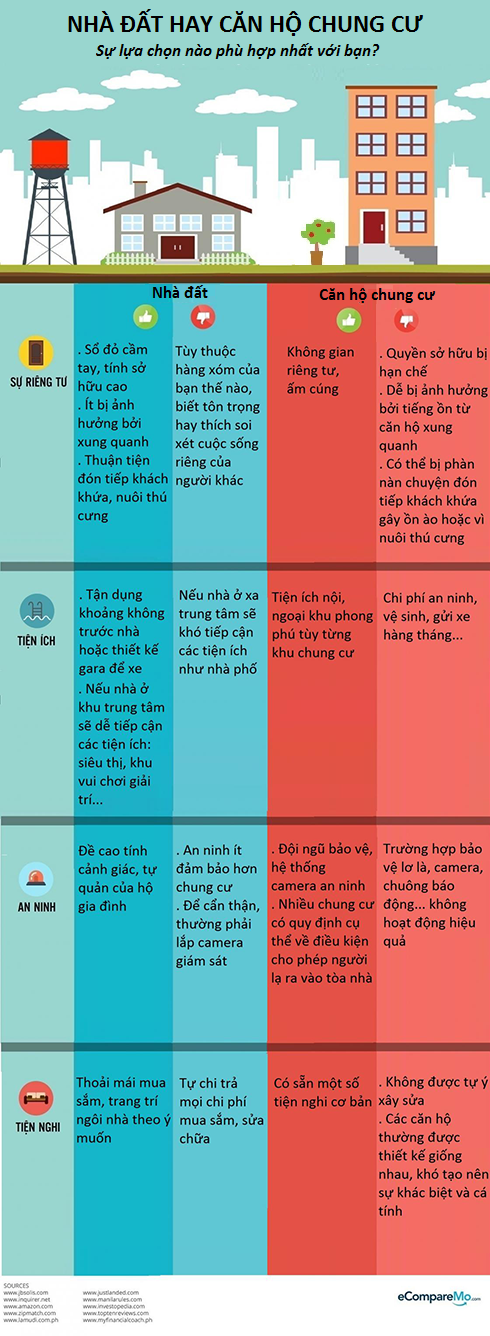 NHÀ ĐẤT HAY CĂN HỘ CHUNG CƯ
Sự lựa chọn nào phù hợp nhất với bạn?
Nhà đất
Căn hộ chung cư
SỰ RIÊNG TƯ
. Sổ đỏ cầm
tay, tính sở
hữu cao
. Ít bị ảnh
hưởng bởi
xung quanh
. Thuận tiện
đón tiếp khách
khứa, nuôi thú
cưng
Tùy thuộc
hàng xóm của
bạn thế nào,
biết tôn trọng
hay thích soi
xét cuộc sống
riêng của
người khác
Không gian
riêng tư,
ấm cúng
. Quyền sở hữu bị
hạn chế
. Dễ bị ảnh hưởng
bởi tiếng ồn từ
căn hộ xung
quanh
. Có thể bị phàn
nàn chuyện đón
tiếp khách khứa
gây ồn ào hoặc vì
nuôi thú cưng
TIỆN ÍCH
. Tận dụng
khoảng không
trước nhà
hoặc thiết kế
gara để xe
. Nếu nhà ở
khu trung tâm
sẽ dễ tiếp cận
các tiện ích:
siêu thị, khu
vui chơi giải
trí...
Nếu nhà ở xa
trung tâm sẽ
khó tiếp cận
các tiện ích
như nhà phố
Tiện ích nội,
ngoại khu phong
phú tùy từng
khu chung cư
Chi phí an ninh,
vệ sinh, gửi xe
hàng tháng...
AN NINH
Đề cao tính
cảnh giác, tự
quản của hộ
gia đình
. An ninh ít
đảm bảo hơn
chung cư
. Để cẩn thận,
thường phải
lắp camera
giám sát
. Đội ngũ bảo vệ,
hệ thống
camera an ninh
. Nhiều chung cư
có quy định cụ
thể về điều kiện
cho phép người
lạ ra vào tòa nhà
Trường hợp bảo
vệ lơ là, camera,
chuông báo
động... không
hoạt động hiệu
quả
TIỆN NGHI
Thoải mái mua
sắm, trang trí
ngôi nhà theo ý
muốn
Tự chi trả
mọi chi phí
mua sắm, sửa
chữa
Có sẵn một số
tiện nghi cơ bản
. Không được tự ý
xây sửa
. Các căn hộ
thường được
thiết kế giống
nhau, khó tạo nên
sự khác biệt và cá
tính
SOURCES
www.jbsolis.com
www.inquirer.net
www.amazon.com
www.zipmatch.com
www.lamudi.com.ph
www.justlanded.com
www.manilarules.com
www.investopedia.com
www.toptenreviews.com
www.myfinancialcoach.ph
eCompareMo.com